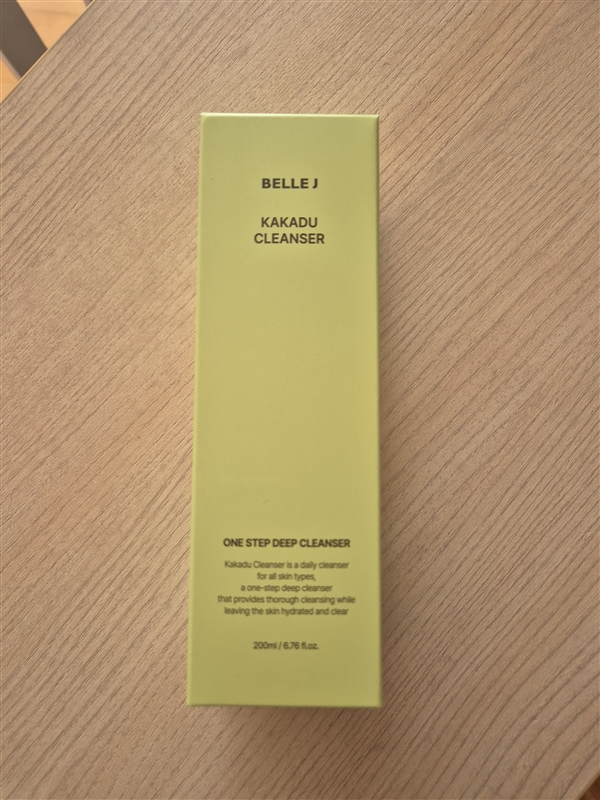 BELLE J
KAKADU
CLEANSER
ONE STEP DEEP CLEANSER
Kakadu Cleanser is a daily cleanser
for all skin types,
a one-step deep cleanser
that provides thorough cleansing while
leaving the skin hydrated and clear
200ml / 6.76 fl.oz.